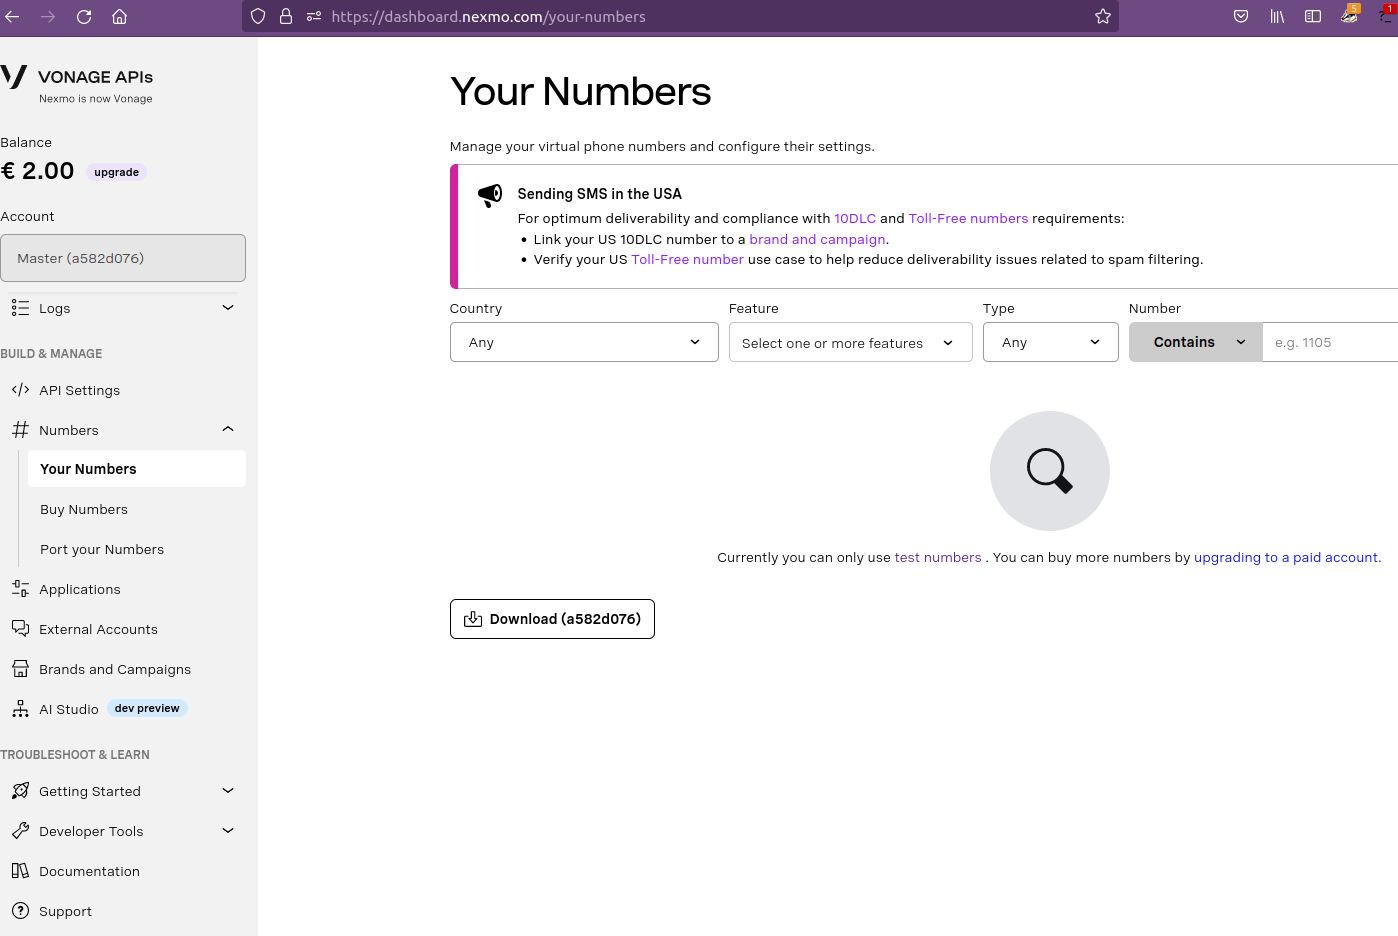 https://dashboard.nexmo.com/your-numbers
5
1
VONAGE APIs
Nexmo is now Vonage
Balance
€ 2.00 upgrade
Account
Master (a582d076)
Logs
BUILD & MANAGE
API Settings
Numbers
Your Numbers
Buy Numbers
Port your Numbers
Applications
External Accounts
Brands and Campaigns
AI Studio dev preview
TROUBLESHOOT & LEARN
Getting Started
Developer Tools
Documentation
Support
Your Numbers
Manage your virtual phone numbers and configure their settings.
Sending SMS in the USA
For optimum deliverability and compliance with 10DLC and Toll-Free numbers requirements:
• Link your US 10DLC number to a brand and campaign.
• Verify your US Toll-Free number use case to help reduce deliverability issues related to spam filtering.
Country Feature Type Number
Any Select one or more features Any Contains e.g. 1105
Currently you can only use test numbers . You can buy more numbers by upgrading to a paid account.
Download (a582d076)